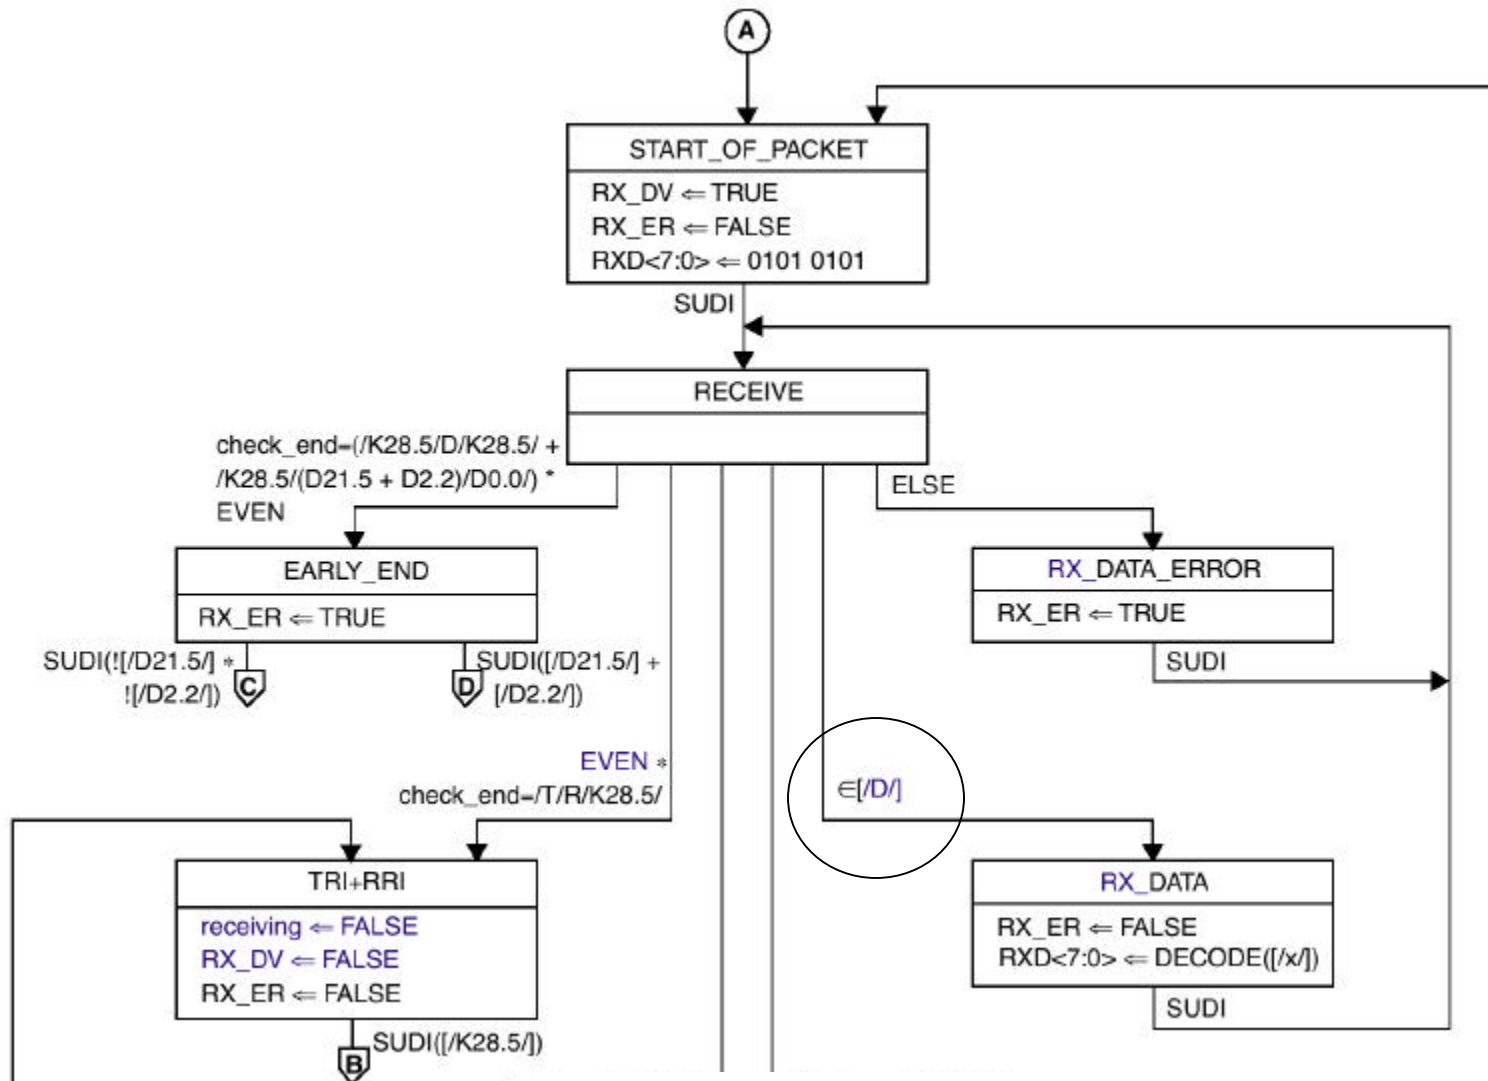 A
START_OF_PACKET
RX_DV ⇐ TRUE
RX_ER ⇐ FALSE
RXD<7:0> ⇐ 0101 0101
SUDI
RECEIVE
check_end=(/K28.5/D/K28.5/ +
/K28.5/(D21.5 + D2.2)/D0.0/) *
EVEN
ELSE
EARLY_END
RX_ER ⇐ TRUE
RX_DATA_ERROR
RX_ER ⇐ TRUE
SUDI(![/D21.5/] *
![/D2.2/])
C
D
SUDI([/D21.5/] +
[/D2.2/])
SUDI
EVEN *
check_end=/T/R/K28.5/
∈[/D/]
TRI+RRI
receiving ⇐ FALSE
RX_DV ⇐ FALSE
RX_ER ⇐ FALSE
RX_DATA
RX_ER ⇐ FALSE
RXD<7:0> ⇐ DECODE([/x/])
SUDI
SUDI([/K28.5/])
B